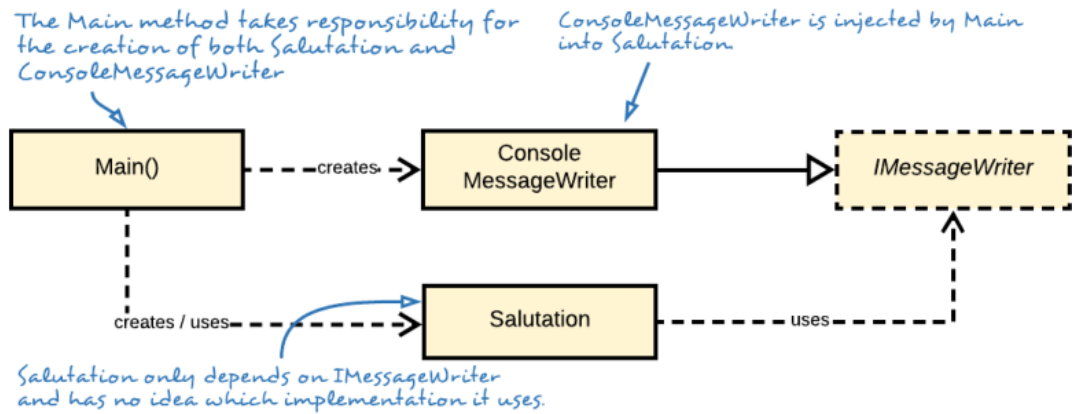 The Main method takes responsibility for
the creation of both Salutation and
ConsoleMessageWriter
ConsoleMessageWriter is injected by Main
into Salutation.
Main()
creates
Console
MessageWriter
IMessageWriter
creates / uses
Salutation
uses
Salutation only depends on IMessageWriter
and has no idea which implementation it uses.